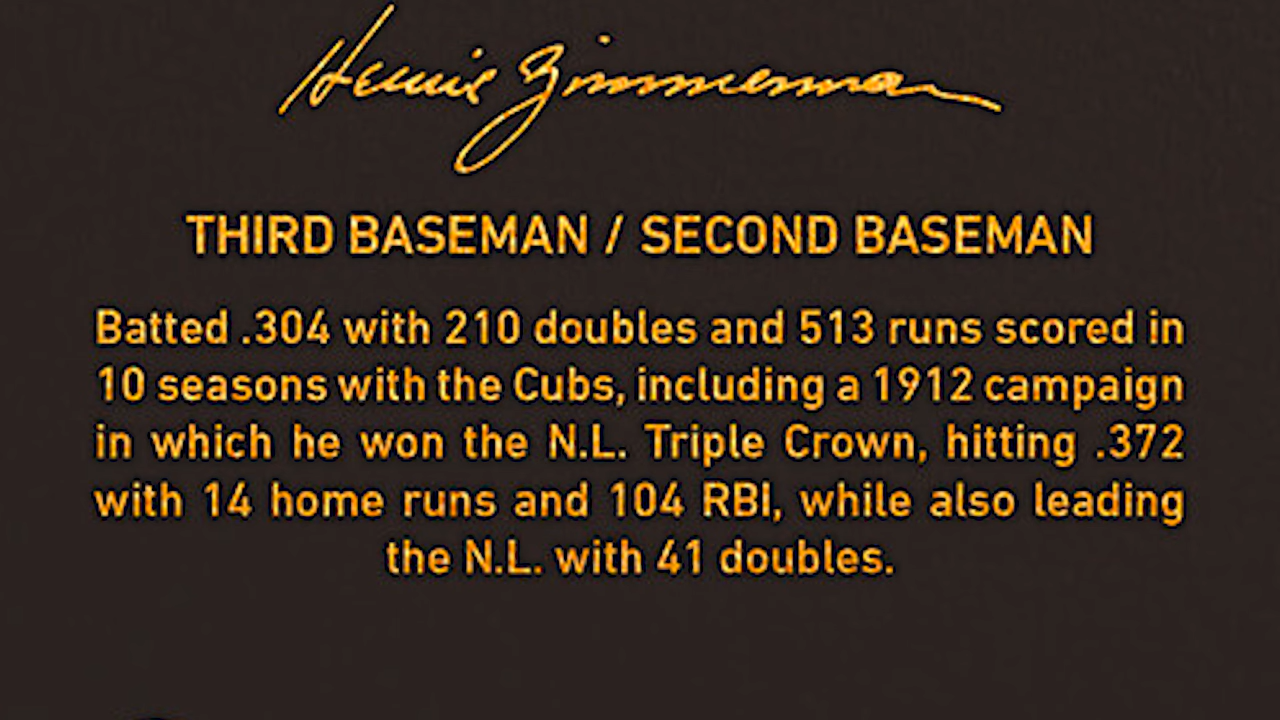 Heinie Zimmerman
THIRD BASEMAN / SECOND BASEMAN
Batted .304 with 210 doubles and 513 runs scored in
10 seasons with the Cubs, including a 1912 campaign
in which he won the N.L. Triple Crown, hitting .372
with 14 home runs and 104 RBI, while also leading
the N.L. with 41 doubles.